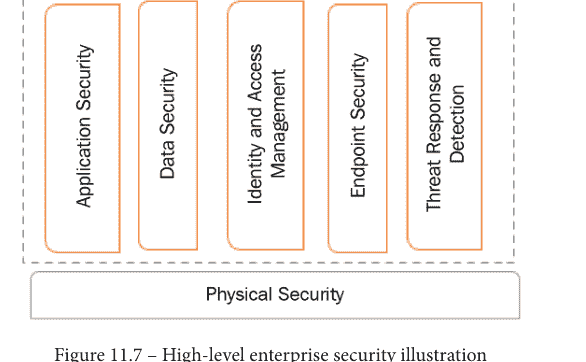 Application Security
Data Security
Identity and Access
Management
Endpoint Security
Threat Response and
Detection
Physical Security
Figure 11.7 – High-level enterprise security illustration